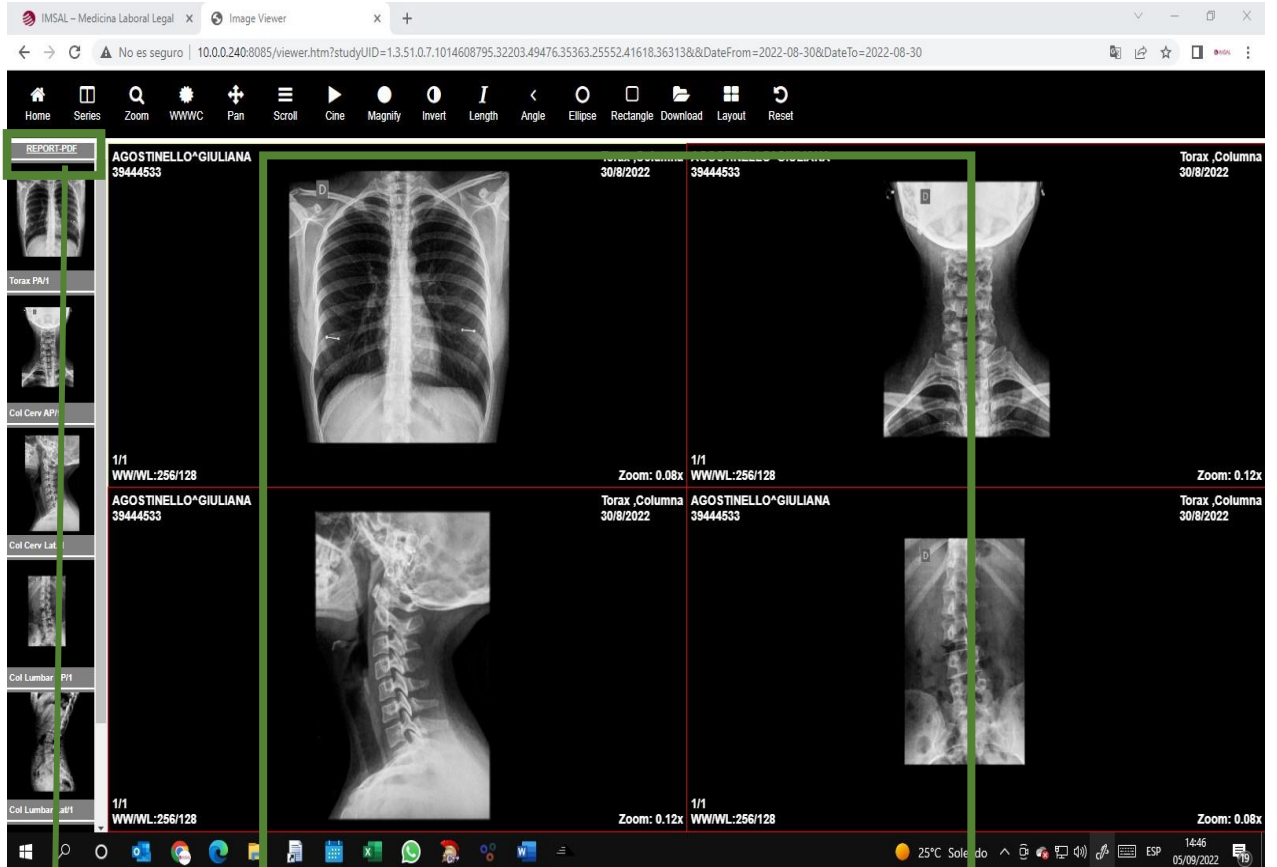 IMSAL – Medicina Laboral Legal
Image Viewer
No es seguro
10.0.0.240:8085/viewer.htm?studyUID=1.3.51.0.7.1014608795.32203.49476.35363.25552.41618.36313&&DateFrom=2022-08-30&DateTo=2022-08-30
Home Series Zoom WWWC Pan Scroll Cine Magnify Invert Length Angle Ellipse Rectangle Download Layout Reset
REPORT-PDF
Torax PA/1
Col Cerv AP/1
Col Cerv Lat
Col Lumbar
Col Lumbar
AGOSTINELLO^GIULIANA
39444533
Torax ,Columna
30/8/2022
D
1/1
WW/WL:256/128
Zoom: 0.08x
AGOSTINELLO^GIULIANA
39444533
Torax ,Columna
30/8/2022
D
1/1
WW/WL:256/128
Zoom: 0.12x
AGOSTINELLO^GIULIANA
39444533
Torax ,Columna
30/8/2022
1/1
WW/WL:256/128
Zoom: 0.12x
AGOSTINELLO^GIULIANA
39444533
Torax ,Columna
30/8/2022
D
1/1
WW/WL:256/128
Zoom: 0.08x
25°C
ESP
14:46
05/09/2022
19